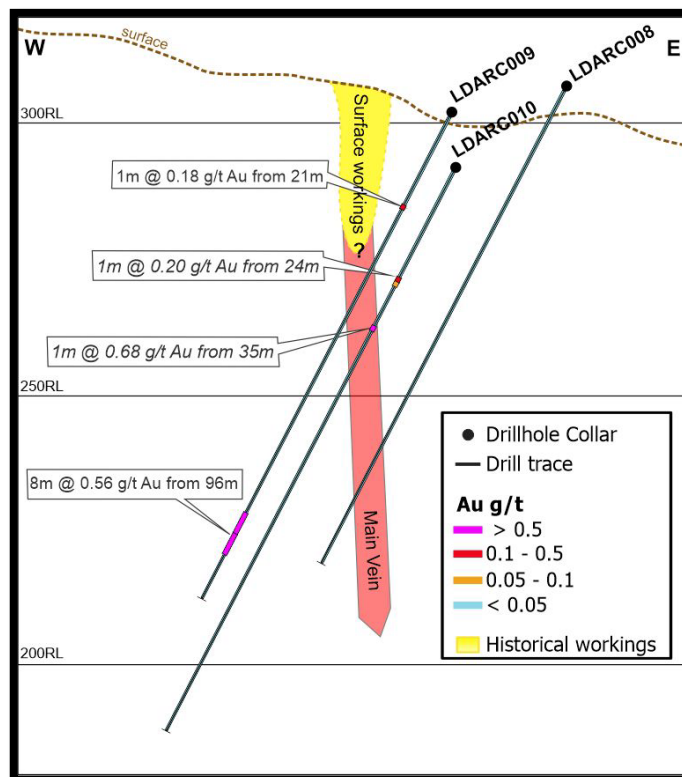 surface
W
E
LDARC009
LDARC008
LDARC010
300RL
Surface workings
?
1m @ 0.18 g/t Au from 21m
1m @ 0.20 g/t Au from 24m
1m @ 0.68 g/t Au from 35m
250RL
8m @ 0.56 g/t Au from 96m
Main Vein
200RL
Drillhole Collar
Drill trace
Au g/t
> 0.5
0.1 - 0.5
0.05 - 0.1
< 0.05
Historical workings